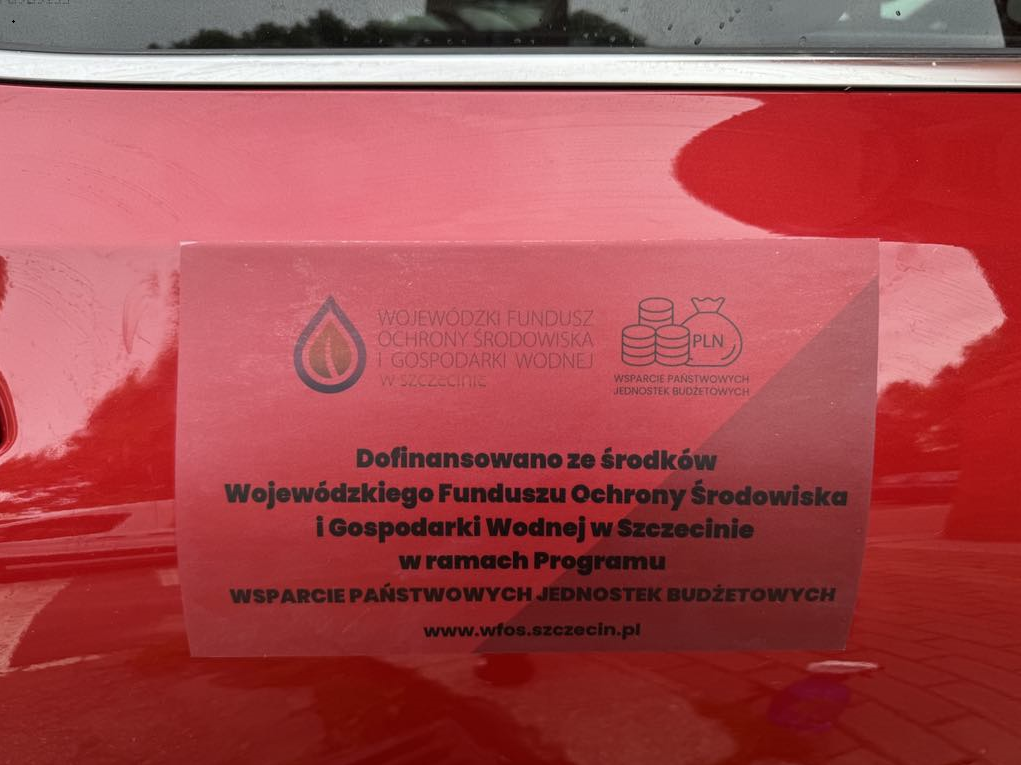 WOJEWÓDZKI FUNDUSZ
OCHRONY ŚRODOWISKA
I GOSPODARKI WODNEJ
w szczecinie
PLN
WSPARCIE PAŃSTWOWYCH
JEDNOSTEK BUDŻETOWYCH
Dofinansowano ze środków
Wojewódzkiego Funduszu Ochrony Środowiska
i Gospodarki Wodnej w Szczecinie
w ramach Programu
WSPARCIE PAŃSTWOWYCH JEDNOSTEK BUDŻETOWYCH
www.wfos.szczecin.pl